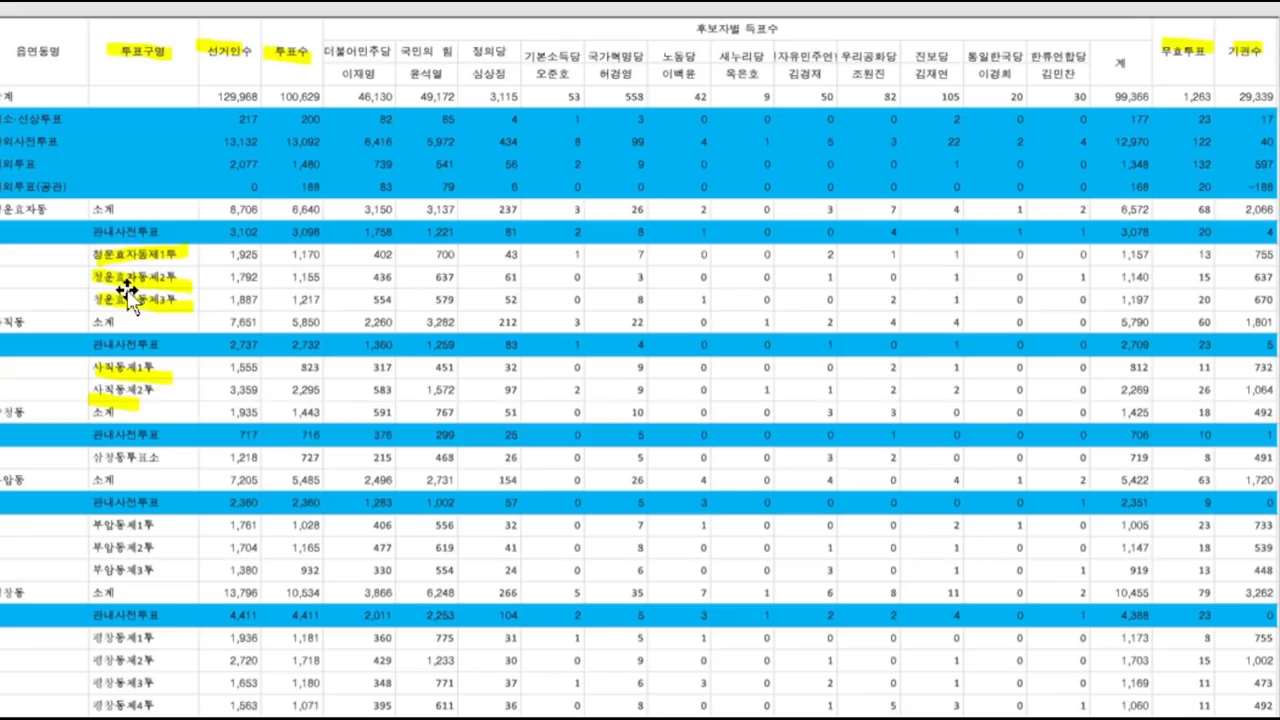 후보자별 득표수
읍면동명 투표구명 선거인수 투표수 더불어민주당 국민의 힘 정의당 기본소득당 국가혁명당 노동당 새누리당 자유민주연 우리공화당 진보당 통일한국당 한류연합당 계 무효투표 기권수
이재명 윤석열 심상정 오준호 허경영 이백윤 옥은호 김경재 조원진 김재연 이경희 김민찬
계 129,968 100,629 46,130 49,172 3,115 53 558 42 9 50 82 105 20 30 99,366 1,263 29,339
소·선상투표 217 200 82 85 4 1 3 0 0 0 0 2 0 0 177 23 17
외사전투표 13,132 13,092 6,416 5,972 434 8 99 4 1 5 3 22 2 4 12,970 122 40
외투표 2,077 1,480 739 541 56 2 9 0 0 0 0 1 0 0 1,348 132 597
외투표(공관) 0 188 83 79 6 0 0 0 0 0 0 0 0 0 168 20 -188
운효자동 소계 8,706 6,640 3,150 3,137 237 3 26 2 0 3 7 4 1 2 6,572 68 2,066
관내사전투표 3,102 3,098 1,758 1,221 81 2 8 1 0 0 4 1 1 1 3,078 20 4
청운효자동제1투 1,925 1,170 402 700 43 1 7 0 0 2 1 1 0 0 1,157 13 755
청운효자동제2투 1,792 1,155 436 637 61 0 3 0 0 1 0 1 0 1 1,140 15 637
청운효자동제3투 1,887 1,217 554 579 52 0 8 1 0 0 2 1 0 0 1,197 20 670
직동 소계 7,651 5,850 2,260 3,282 212 3 22 0 1 2 4 4 0 0 5,790 60 1,801
관내사전투표 2,737 2,732 1,360 1,259 83 1 4 0 0 1 0 1 0 0 2,709 23 5
사직동제1투 1,555 823 317 451 32 0 9 0 0 0 2 1 0 0 812 11 732
사직동제2투 3,359 2,295 583 1,572 97 2 9 0 1 1 2 2 0 0 2,269 26 1,064
청동 소계 1,935 1,443 591 767 51 0 10 0 0 3 3 0 0 0 1,425 18 492
관내사전투표 717 716 376 299 25 0 5 0 0 0 1 0 0 0 706 10 1
삼청동투표소 1,218 727 215 468 26 0 5 0 0 3 2 0 0 0 719 8 491
암동 소계 7,205 5,485 2,496 2,731 154 0 26 4 0 4 0 4 1 2 5,422 63 1,720
관내사전투표 2,360 2,360 1,283 1,002 57 0 5 3 0 0 0 0 0 1 2,351 9 0
부암동제1투 1,761 1,028 406 556 32 0 7 1 0 0 0 2 1 0 1,005 23 733
부암동제2투 1,704 1,165 477 619 41 0 8 0 0 1 0 1 0 0 1,147 18 539
부암동제3투 1,380 932 330 554 24 0 6 0 0 3 0 1 0 1 919 13 448
창동 소계 13,796 10,534 3,866 6,248 266 5 35 7 1 6 8 11 0 2 10,455 79 3,262
관내사전투표 4,411 4,411 2,011 2,253 104 2 5 3 1 2 2 4 0 1 4,388 23 0
평창동제1투 1,936 1,181 360 775 31 1 5 1 0 0 0 0 0 0 1,173 8 755
평창동제2투 2,720 1,718 429 1,233 30 0 9 0 0 1 0 1 0 0 1,703 15 1,002
평창동제3투 1,653 1,180 348 771 37 1 6 3 0 2 0 1 0 0 1,169 11 473
평창동제4투 1,563 1,071 395 611 36 0 8 0 0 1 5 3 0 1 1,060 11 492